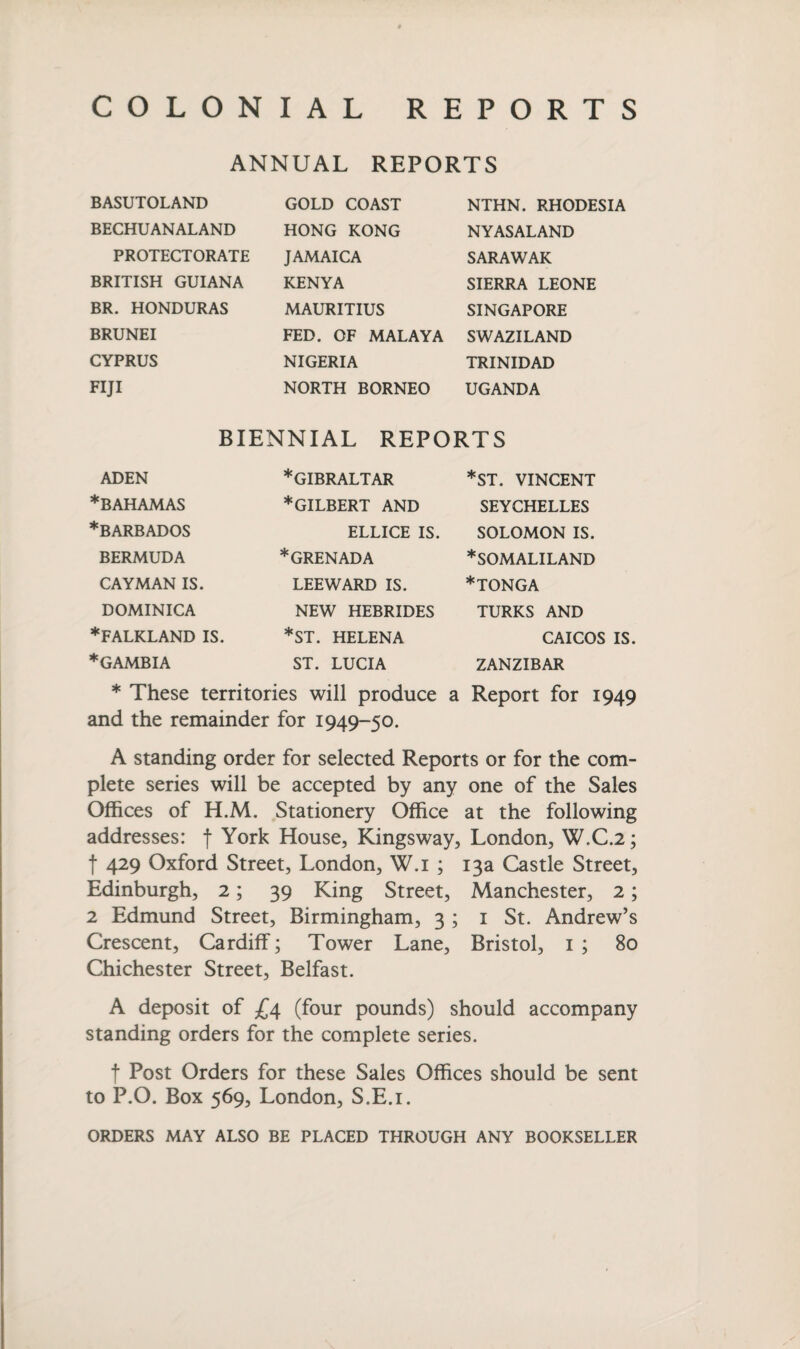 COLONIAL REPORTS
ANNUAL REPORTS
BASUTOLAND GOLD COAST NTHN. RHODESIA
BECHUANALAND HONG KONG NYASALAND
PROTECTORATE JAMAICA SARAWAK
BRITISH GUIANA KENYA SIERRA LEONE
BR. HONDURAS MAURITIUS SINGAPORE
BRUNEI FED. OF MALAYA SWAZILAND
CYPRUS NIGERIA TRINIDAD
FIJI NORTH BORNEO UGANDA
BIENNIAL REPORTS
ADEN *GIBRALTAR *ST. VINCENT
*BAHAMAS *GILBERT AND SEYCHELLES
*BARBADOS ELLICE IS. SOLOMON IS.
BERMUDA *GRENADA *SOMALILAND
CAYMAN IS. LEEWARD IS. *TONGA
DOMINICA NEW HEBRIDES TURKS AND
*FALKLAND IS. *ST. HELENA CAICOS IS.
*GAMBIA ST. LUCIA ZANZIBAR
* These territories will produce a Report for 1949
and the remainder for 1949–50.
A standing order for selected Reports or for the com-
plete series will be accepted by any one of the Sales
Offices of H.M. Stationery Office at the following
addresses: † York House, Kingsway, London, W.C.2;
† 429 Oxford Street, London, W.1 ; 13a Castle Street,
Edinburgh, 2 ; 39 King Street, Manchester, 2 ;
2 Edmund Street, Birmingham, 3 ; 1 St. Andrew's
Crescent, Cardiff; Tower Lane, Bristol, 1 ; 80
Chichester Street, Belfast.
A deposit of £4 (four pounds) should accompany
standing orders for the complete series.
† Post Orders for these Sales Offices should be sent
to P.O. Box 569, London, S.E.1.
ORDERS MAY ALSO BE PLACED THROUGH ANY BOOKSELLER